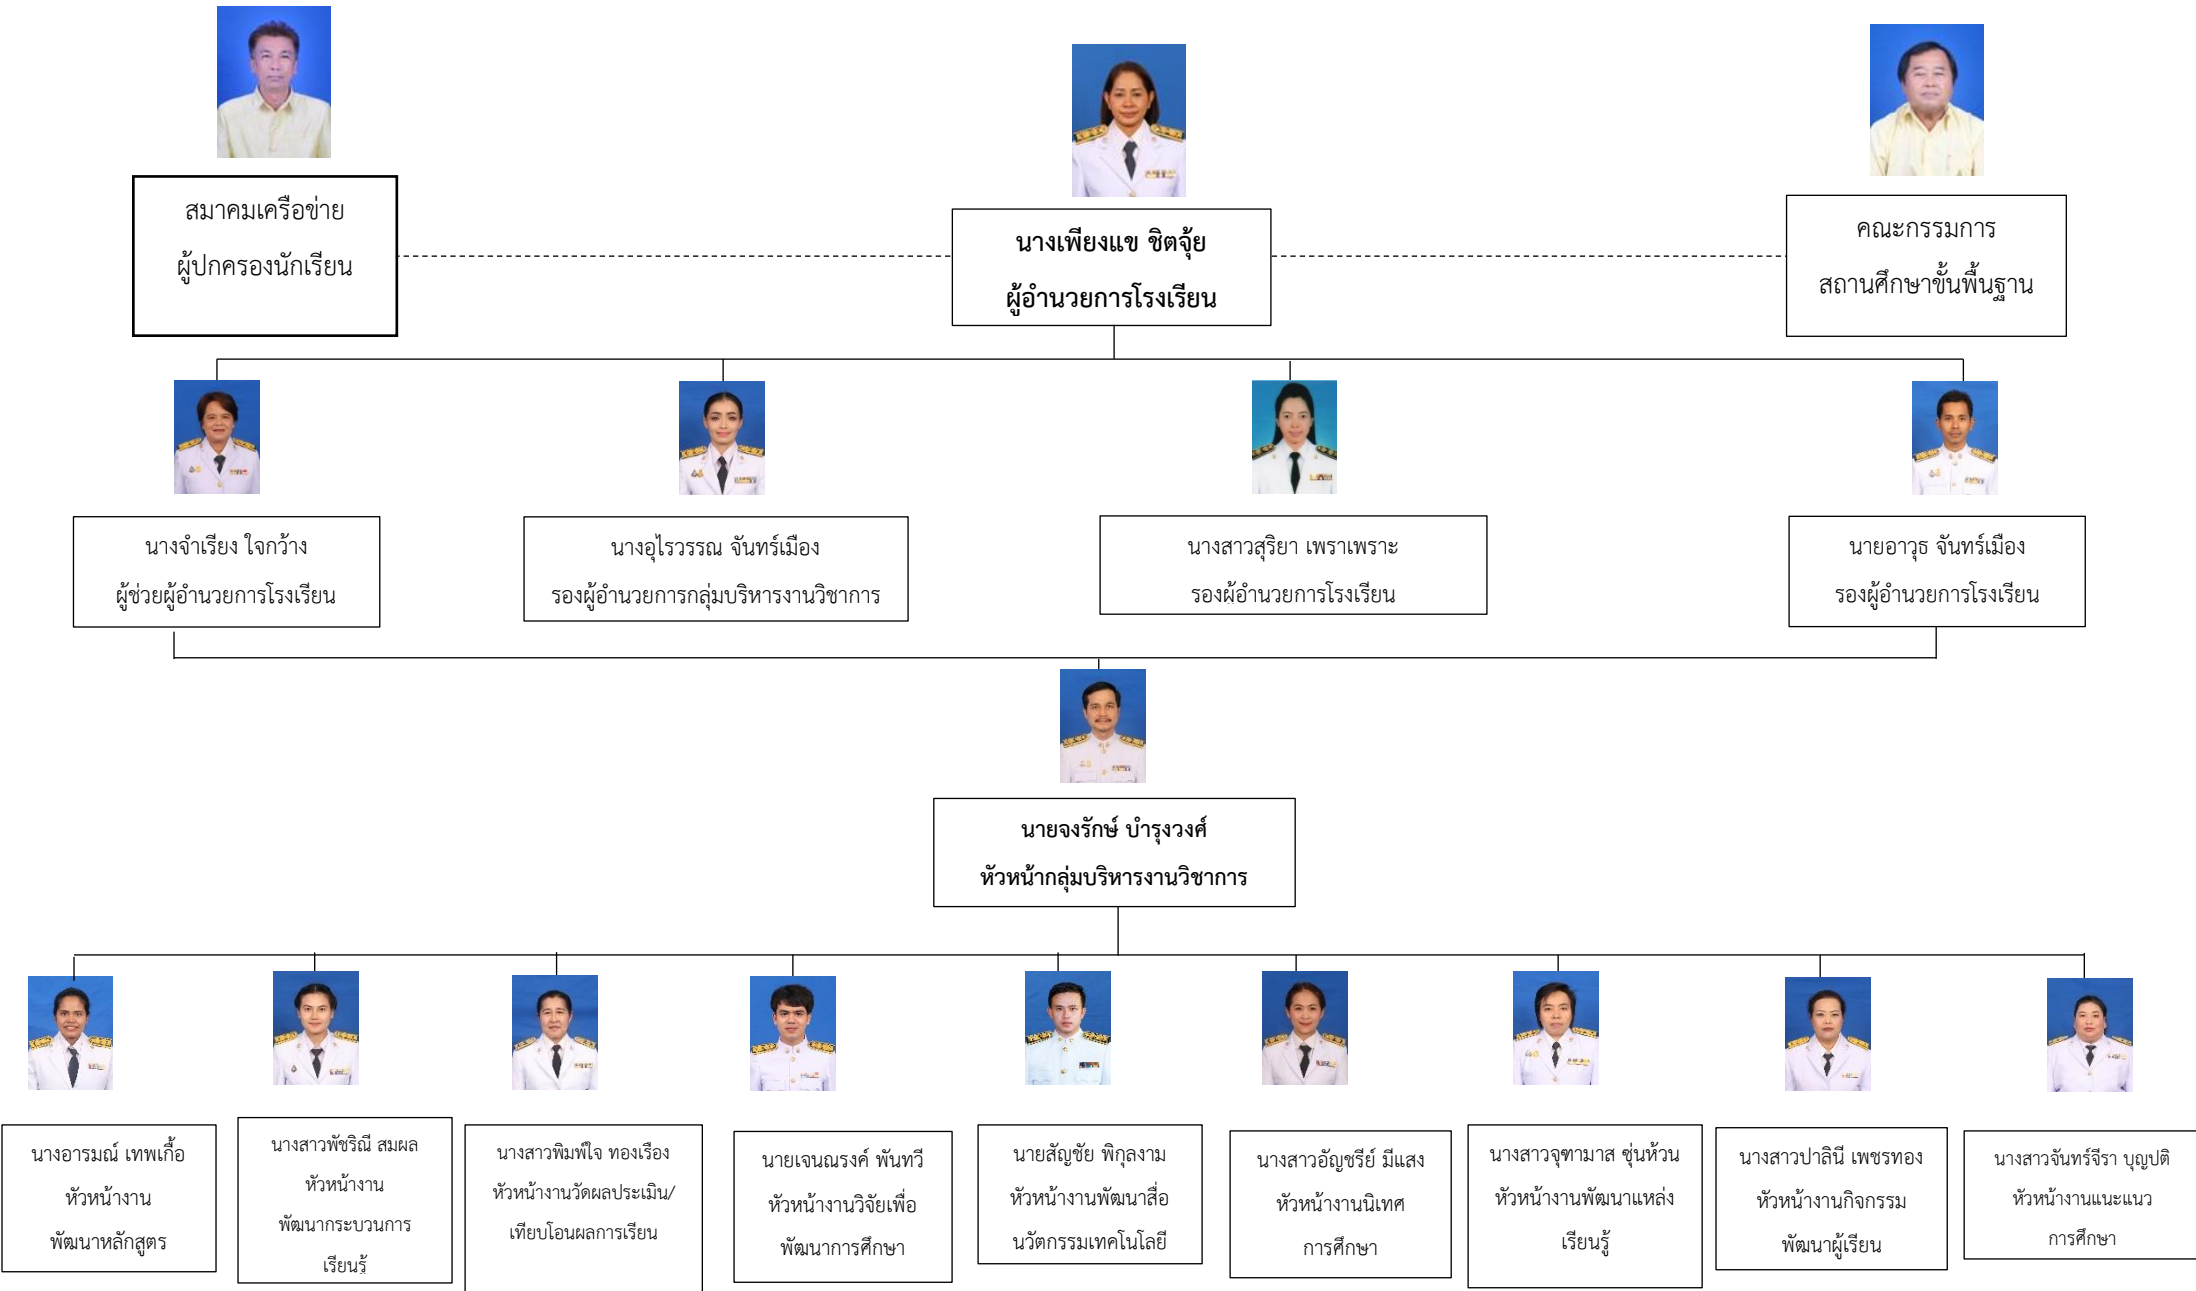 สมาคมเครือข่าย
ผู้ปกครองนักเรียน
นางเพียงแข ชิตจุ้ย
ผู้อำนวยการโรงเรียน
คณะกรรมการ
สถานศึกษาขั้นพื้นฐาน
นางจำเรียง ใจกว้าง
ผู้ช่วยผู้อำนวยการโรงเรียน
นางอุไรวรรณ จันทร์เมือง
รองผู้อำนวยการกลุ่มบริหารงานวิชาการ
นางสาวสุริยา เพราเพราะ
รองผู้อำนวยการโรงเรียน
นายอาวุธ จันทร์เมือง
รองผู้อำนวยการโรงเรียน
นายจงรักษ์ บำรุงวงศ์
หัวหน้ากลุ่มบริหารงานวิชาการ
นางอารมณ์ เทพเกื้อ
หัวหน้างาน
พัฒนาหลักสูตร
นางสาวพัชริณี สมผล
หัวหน้างาน
พัฒนากระบวนการ
เรียนรู้
นางสาวพิมพ์ใจ ทองเรือง
หัวหน้างานวัดผลประเมิน/
เทียบโอนผลการเรียน
นายเจนณรงค์ พันทวี
หัวหน้างานวิจัยเพื่อ
พัฒนาการศึกษา
นายสัญชัย พิกุลงาม
หัวหน้างานพัฒนาสื่อ
นวัตกรรมเทคโนโลยี
นางสาวอัญชรีย์ มีแสง
หัวหน้างานนิเทศ
การศึกษา
นางสาวจุฑามาส ซุ่นห้วน
หัวหน้างานพัฒนาแหล่ง
เรียนรู้
นางสาวปาลินี เพชรทอง
หัวหน้างานกิจกรรม
พัฒนาผู้เรียน
นางสาวจันทร์จีรา บุญปติ
หัวหน้างานแนะแนว
การศึกษา